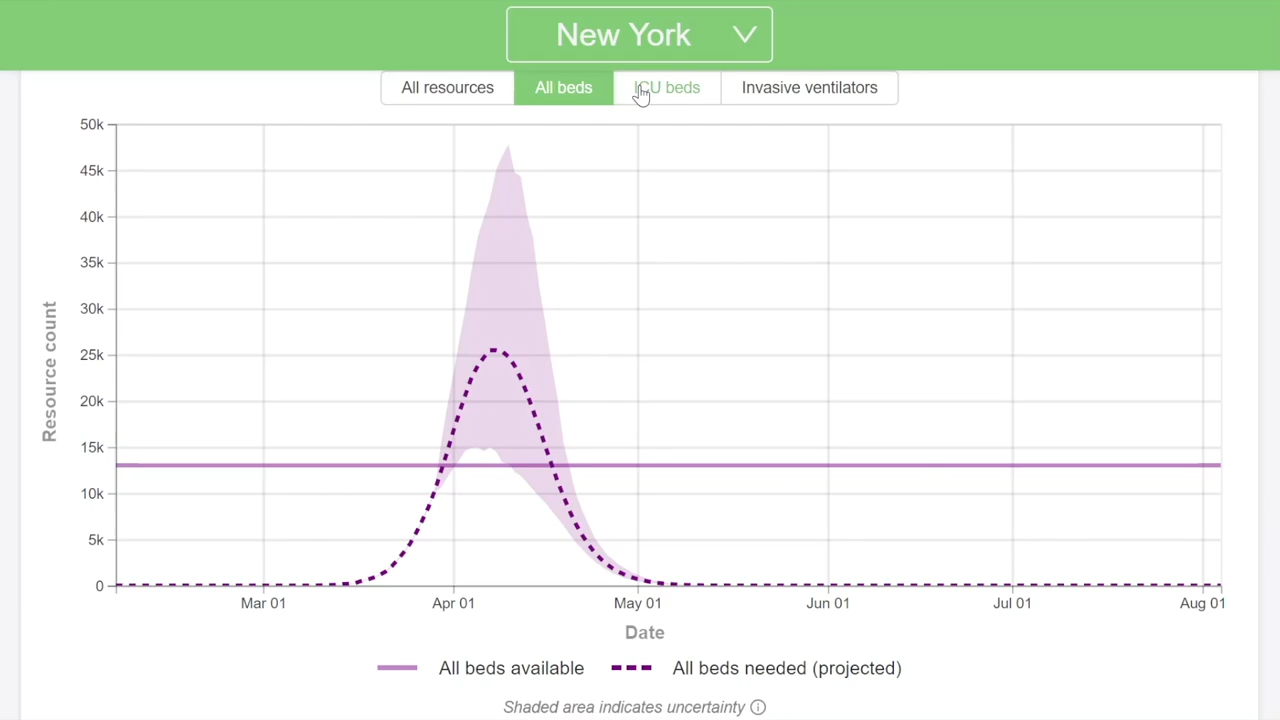 New York
All resources All beds ICU beds Invasive ventilators
50k
45k
40k
35k
30k
25k
20k
15k
10k
5k
0
Resource count
Mar 01 Apr 01 May 01 Jun 01 Jul 01 Aug 01
Date
All beds available All beds needed (projected)
Shaded area indicates uncertainty